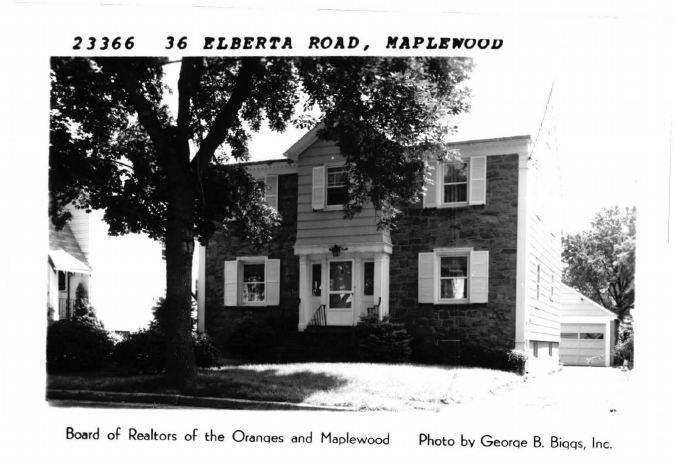 23366 36 ELBERTA ROAD, MAPLEWOOD
Board of Realtors of the Oranges and Maplewood Photo by George B. Biggs, Inc.